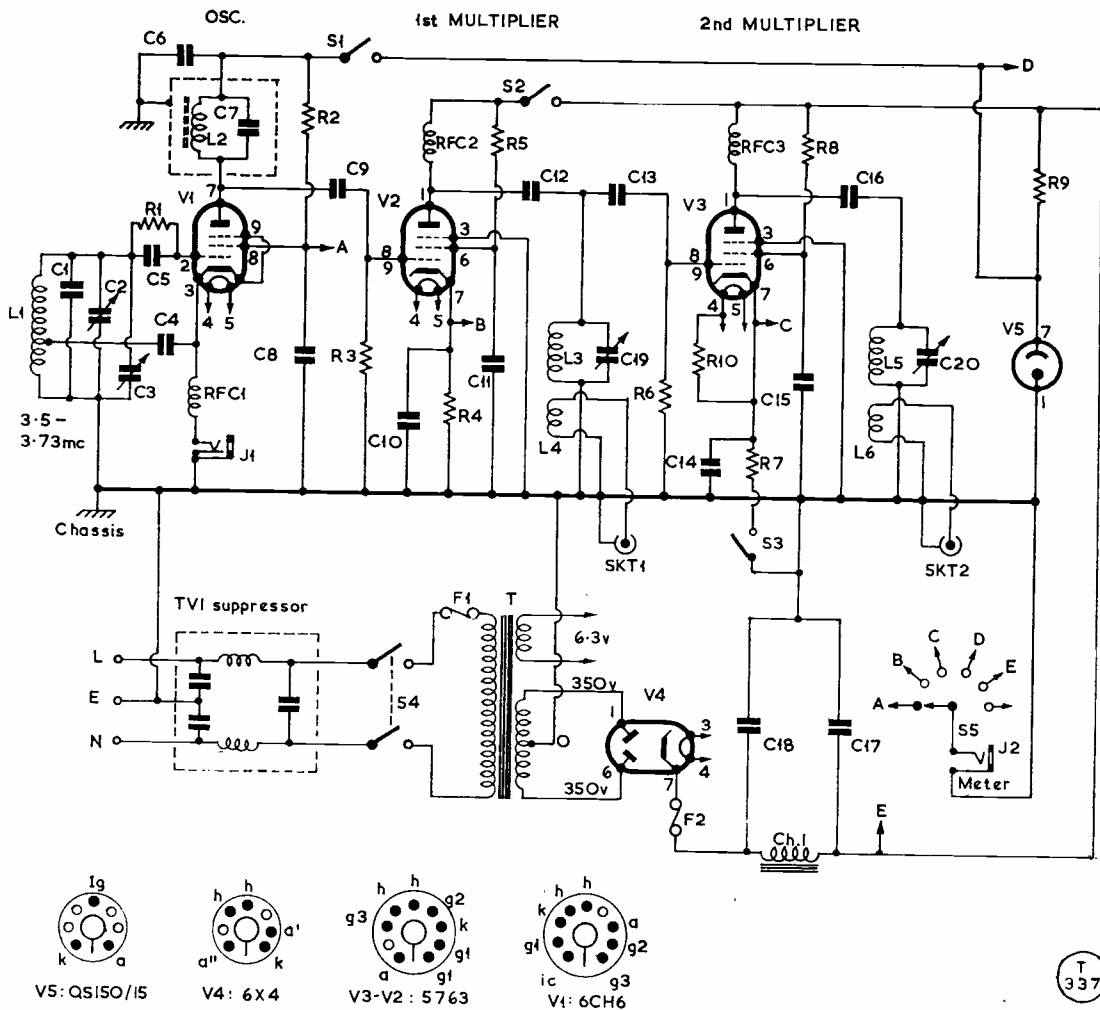 OSC.
1st MULTIPLIER
2nd MULTIPLIER
C6
S1
D
S2
C7
L2
R2
RFC2
R5
RFC3
R8
R9
C9
C12
C13
C16
V1
7
V2
1
V3
1
R1
C5
2
9
8
3
A
8
9
3
6
7
8
9
3
6
7
4
5
4
5
4
5
B
C
V5
7
1
L1
C1
C2
C3
C4
RFC1
J1
3·5–
3·73mc
C8
R3
C10
R4
C11
L3
C19
L4
R6
R10
C14
R7
C15
L5
C20
L6
Chassis
SKT1
S3
SKT2
TVI suppressor
L
E
N
S4
F1
T
6·3v
350v
350v
O
V4
1
6
7
3
4
F2
C18
C17
Ch.1
E
A
B
C
D
E
S5
J2
Meter
Ig
k
a
V5: QS150/15
h
h
a'
k
a"
V4: 6X4
h
h
g2
k
g1
g1
a
g3
V3-V2: 5763
h
h
k
a
g1
g2
ic
g3
V1: 6CH6
T
337